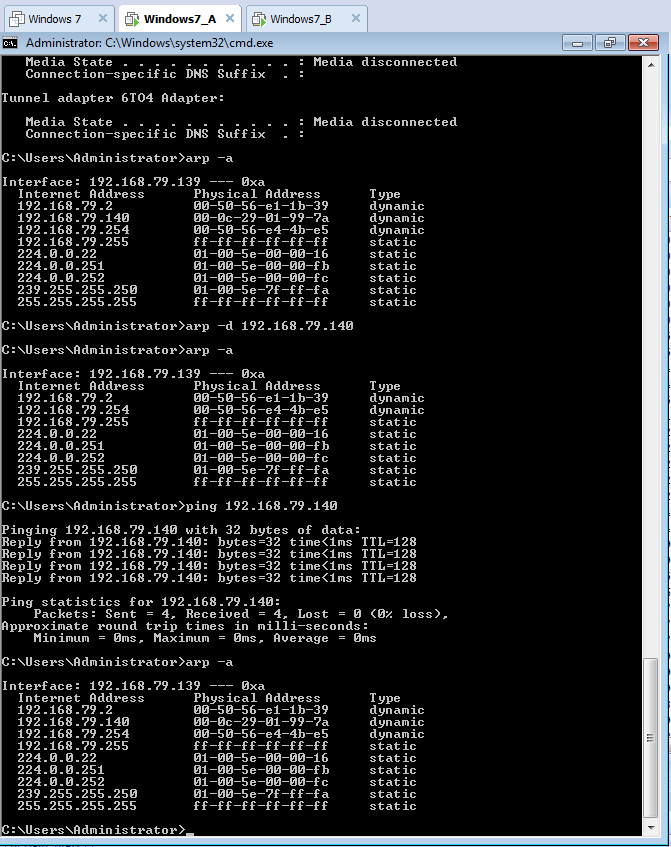 Windows 7 Windows7_A Windows7_B
Administrator: C:\Windows\system32\cmd.exe
Media State . . . . . . . . . . . : Media disconnected
Connection-specific DNS Suffix  . :
Tunnel adapter 6TO4 Adapter:
Media State . . . . . . . . . . . : Media disconnected
Connection-specific DNS Suffix  . :
C:\Users\Administrator>arp -a
Interface: 192.168.79.139 --- 0xa
Internet Address      Physical Address      Type
192.168.79.2          00-50-56-e1-1b-39     dynamic
192.168.79.140        00-0c-29-01-99-7a     dynamic
192.168.79.254        00-50-56-e4-4b-e5     dynamic
192.168.79.255        ff-ff-ff-ff-ff-ff     static
224.0.0.22            01-00-5e-00-00-16     static
224.0.0.251           01-00-5e-00-00-fb     static
224.0.0.252           01-00-5e-00-00-fc     static
239.255.255.250       01-00-5e-7f-ff-fa     static
255.255.255.255       ff-ff-ff-ff-ff-ff     static
C:\Users\Administrator>arp -d 192.168.79.140
C:\Users\Administrator>arp -a
Interface: 192.168.79.139 --- 0xa
Internet Address      Physical Address      Type
192.168.79.2          00-50-56-e1-1b-39     dynamic
192.168.79.254        00-50-56-e4-4b-e5     dynamic
192.168.79.255        ff-ff-ff-ff-ff-ff     static
224.0.0.22            01-00-5e-00-00-16     static
224.0.0.251           01-00-5e-00-00-fb     static
224.0.0.252           01-00-5e-00-00-fc     static
239.255.255.250       01-00-5e-7f-ff-fa     static
255.255.255.255       ff-ff-ff-ff-ff-ff     static
C:\Users\Administrator>ping 192.168.79.140
Pinging 192.168.79.140 with 32 bytes of data:
Reply from 192.168.79.140: bytes=32 time<1ms TTL=128
Reply from 192.168.79.140: bytes=32 time<1ms TTL=128
Reply from 192.168.79.140: bytes=32 time<1ms TTL=128
Reply from 192.168.79.140: bytes=32 time<1ms TTL=128
Ping statistics for 192.168.79.140:
Packets: Sent = 4, Received = 4, Lost = 0 (0% loss),
Approximate round trip times in milli-seconds:
Minimum = 0ms, Maximum = 0ms, Average = 0ms
C:\Users\Administrator>arp -a
Interface: 192.168.79.139 --- 0xa
Internet Address      Physical Address      Type
192.168.79.2          00-50-56-e1-1b-39     dynamic
192.168.79.140        00-0c-29-01-99-7a     dynamic
192.168.79.254        00-50-56-e4-4b-e5     dynamic
192.168.79.255        ff-ff-ff-ff-ff-ff     static
224.0.0.22            01-00-5e-00-00-16     static
224.0.0.251           01-00-5e-00-00-fb     static
224.0.0.252           01-00-5e-00-00-fc     static
239.255.255.250       01-00-5e-7f-ff-fa     static
255.255.255.255       ff-ff-ff-ff-ff-ff     static
C:\Users\Administrator>_